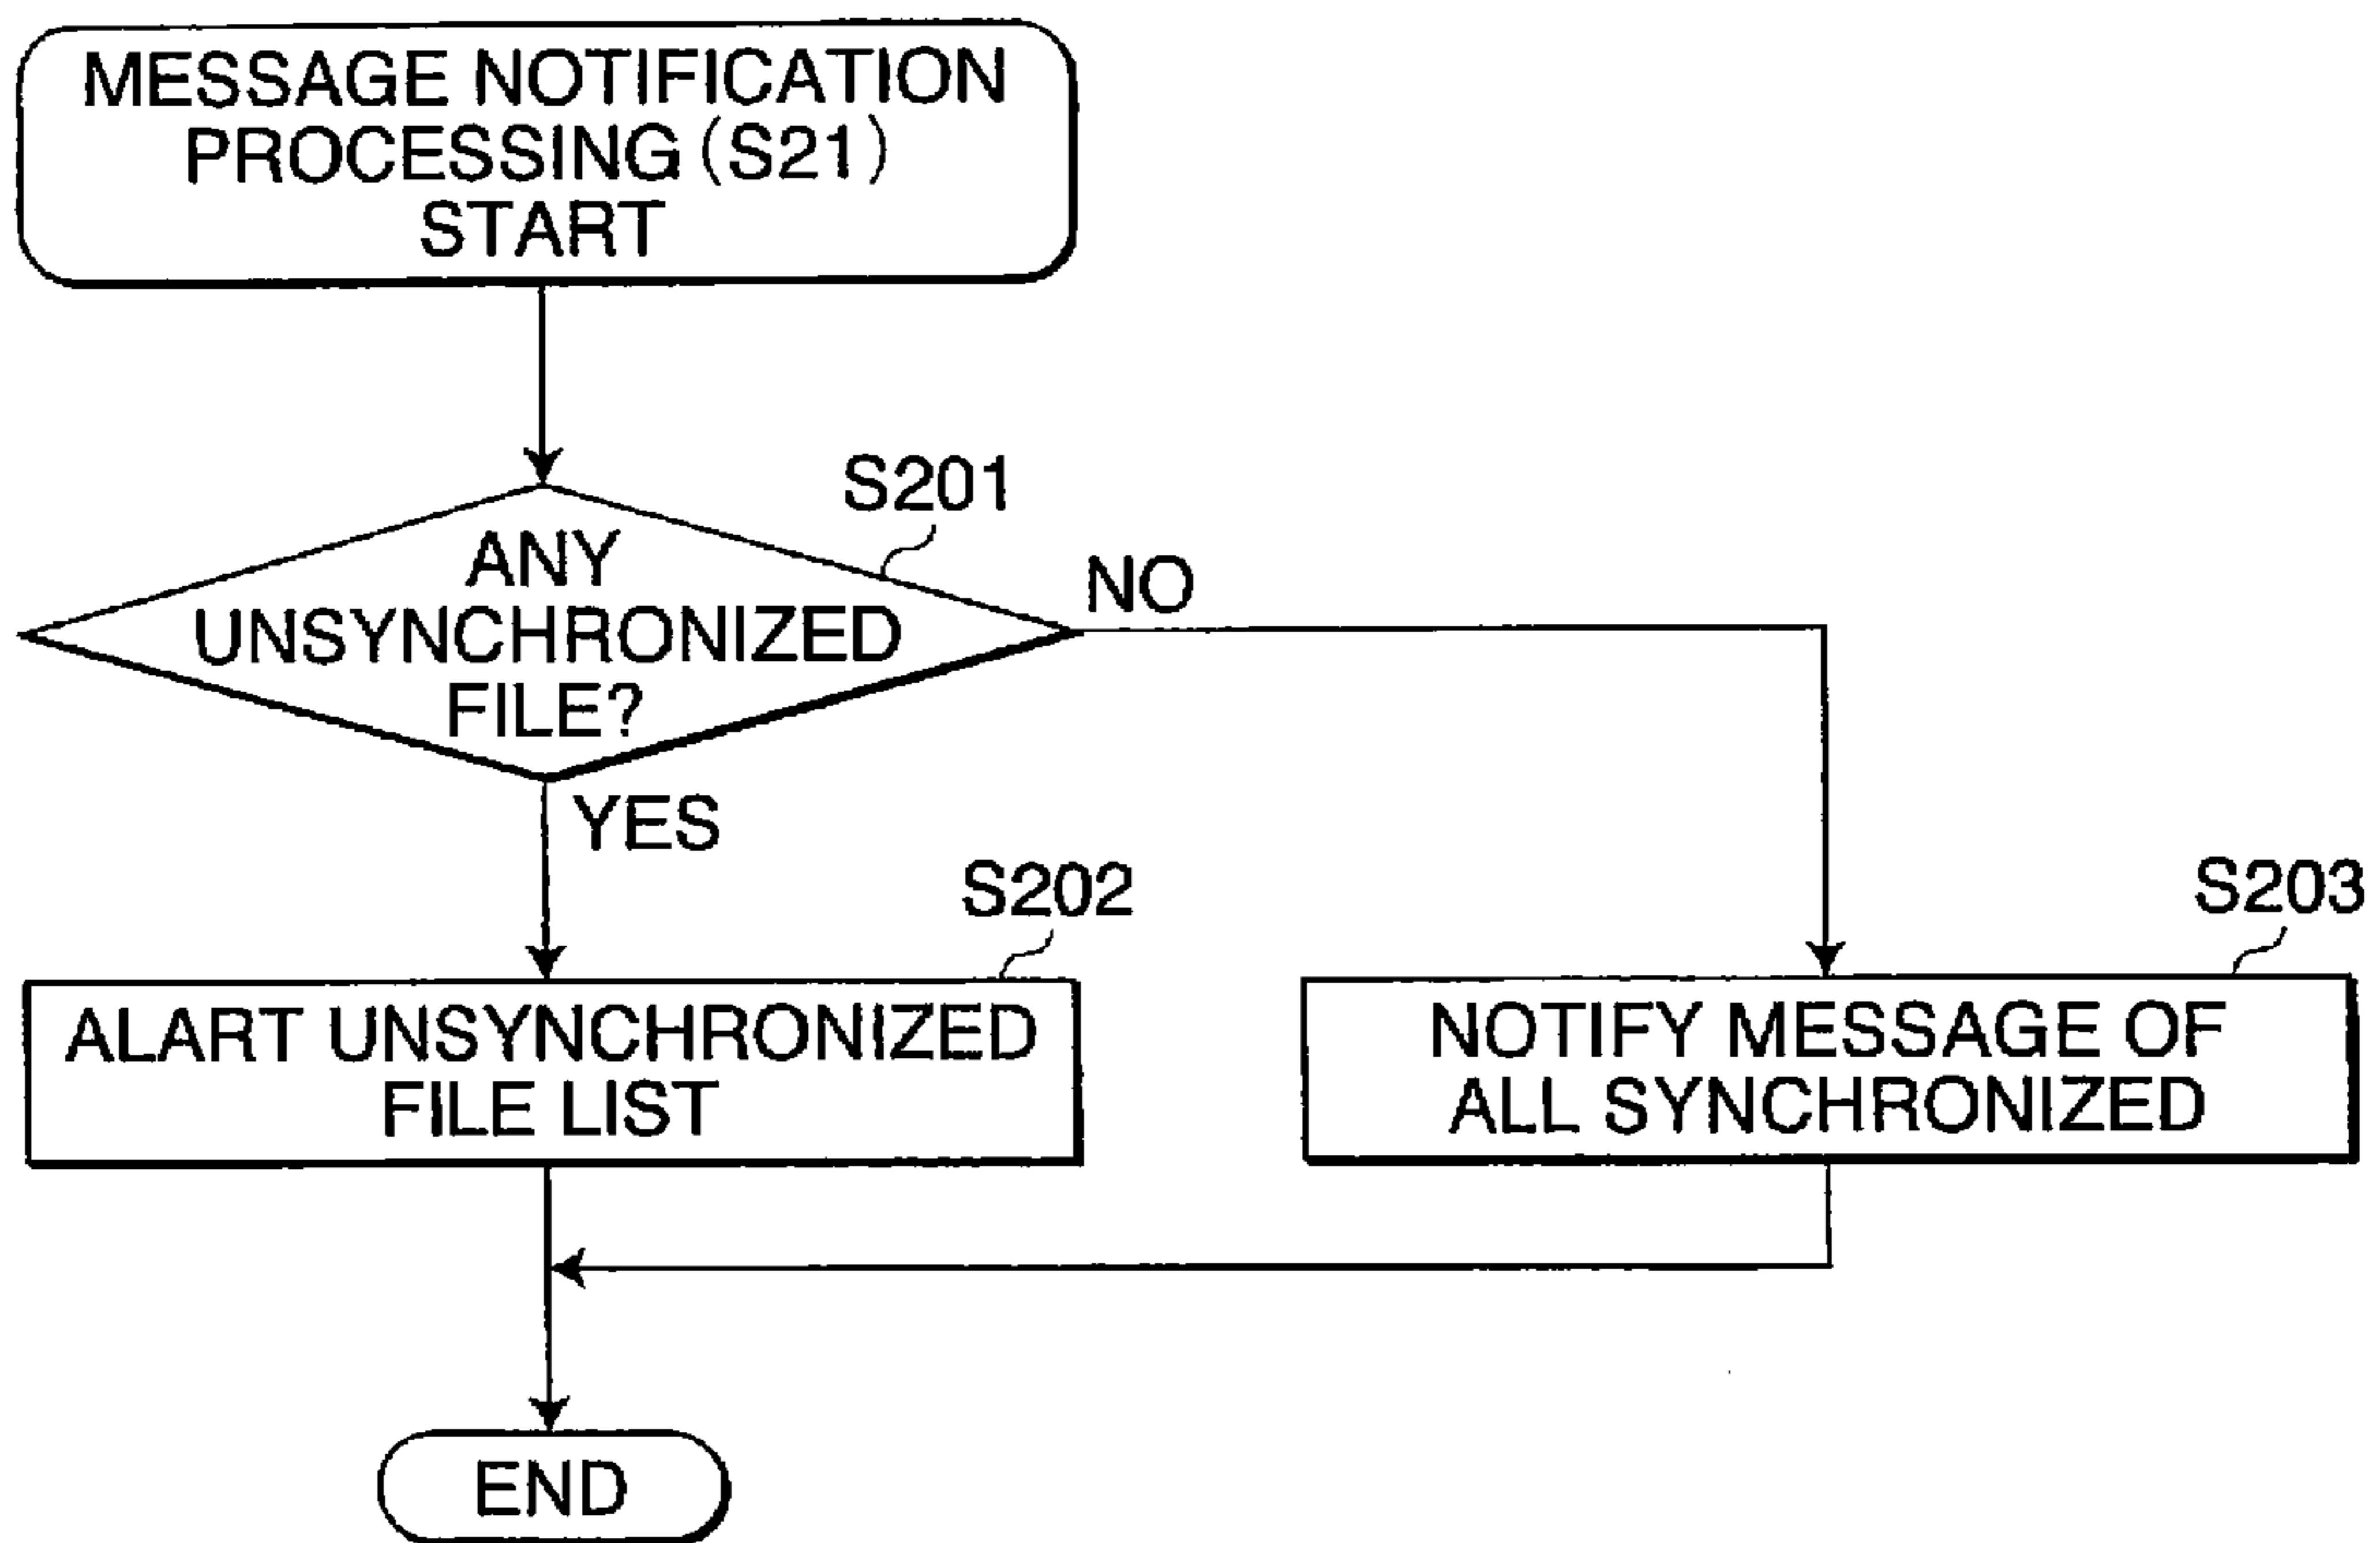 MESSAGE NOTIFICATION
PROCESSING (S21)
START
S201
ANY
UNSYNCHRONIZED
FILE?
NO
YES
S202
ALART UNSYNCHRONIZED
FILE LIST
S203
NOTIFY MESSAGE OF
ALL SYNCHRONIZED
END